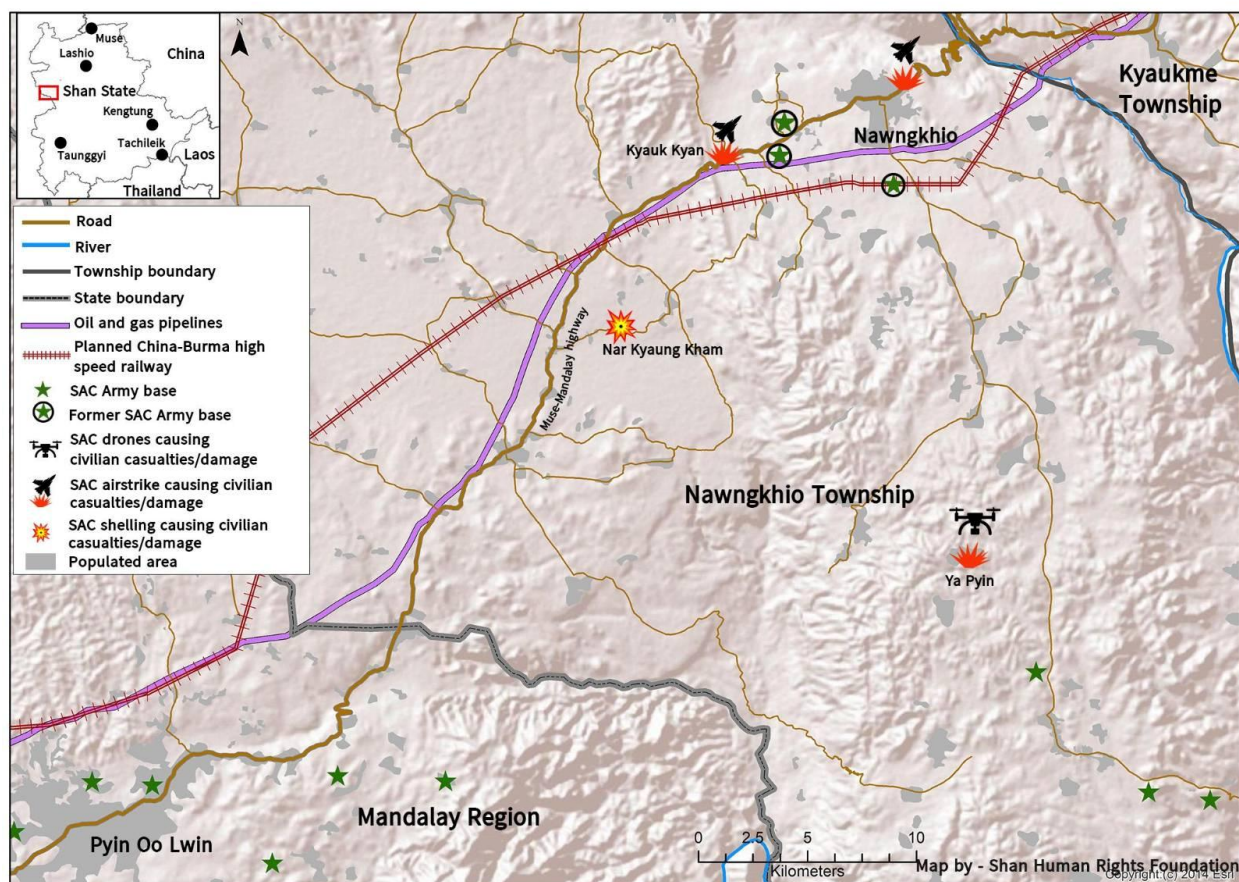 N
Muse
China
Lashio
Shan State
Kengtung
Taunggyi
Tachileik
Laos
Thailand
Road
River
Township boundary
State boundary
Oil and gas pipelines
Planned China-Burma high
speed railway
SAC Army base
Former SAC Army base
SAC drones causing
civilian casualties/damage
SAC airstrike causing civilian
casualties/damage
SAC shelling causing civilian
casualties/damage
Populated area
Kyaukme
Township
Nawngkhio
Kyauk Kyan
Nar Kyaung Kham
Muse-Mandalay highway
Nawngkhio Township
Ya Pyin
Mandalay Region
Pyin Oo Lwin
0 2.5 5 10
Kilometers
Map by - Shan Human Rights Foundation
Copyright:(c) 2014 Esri